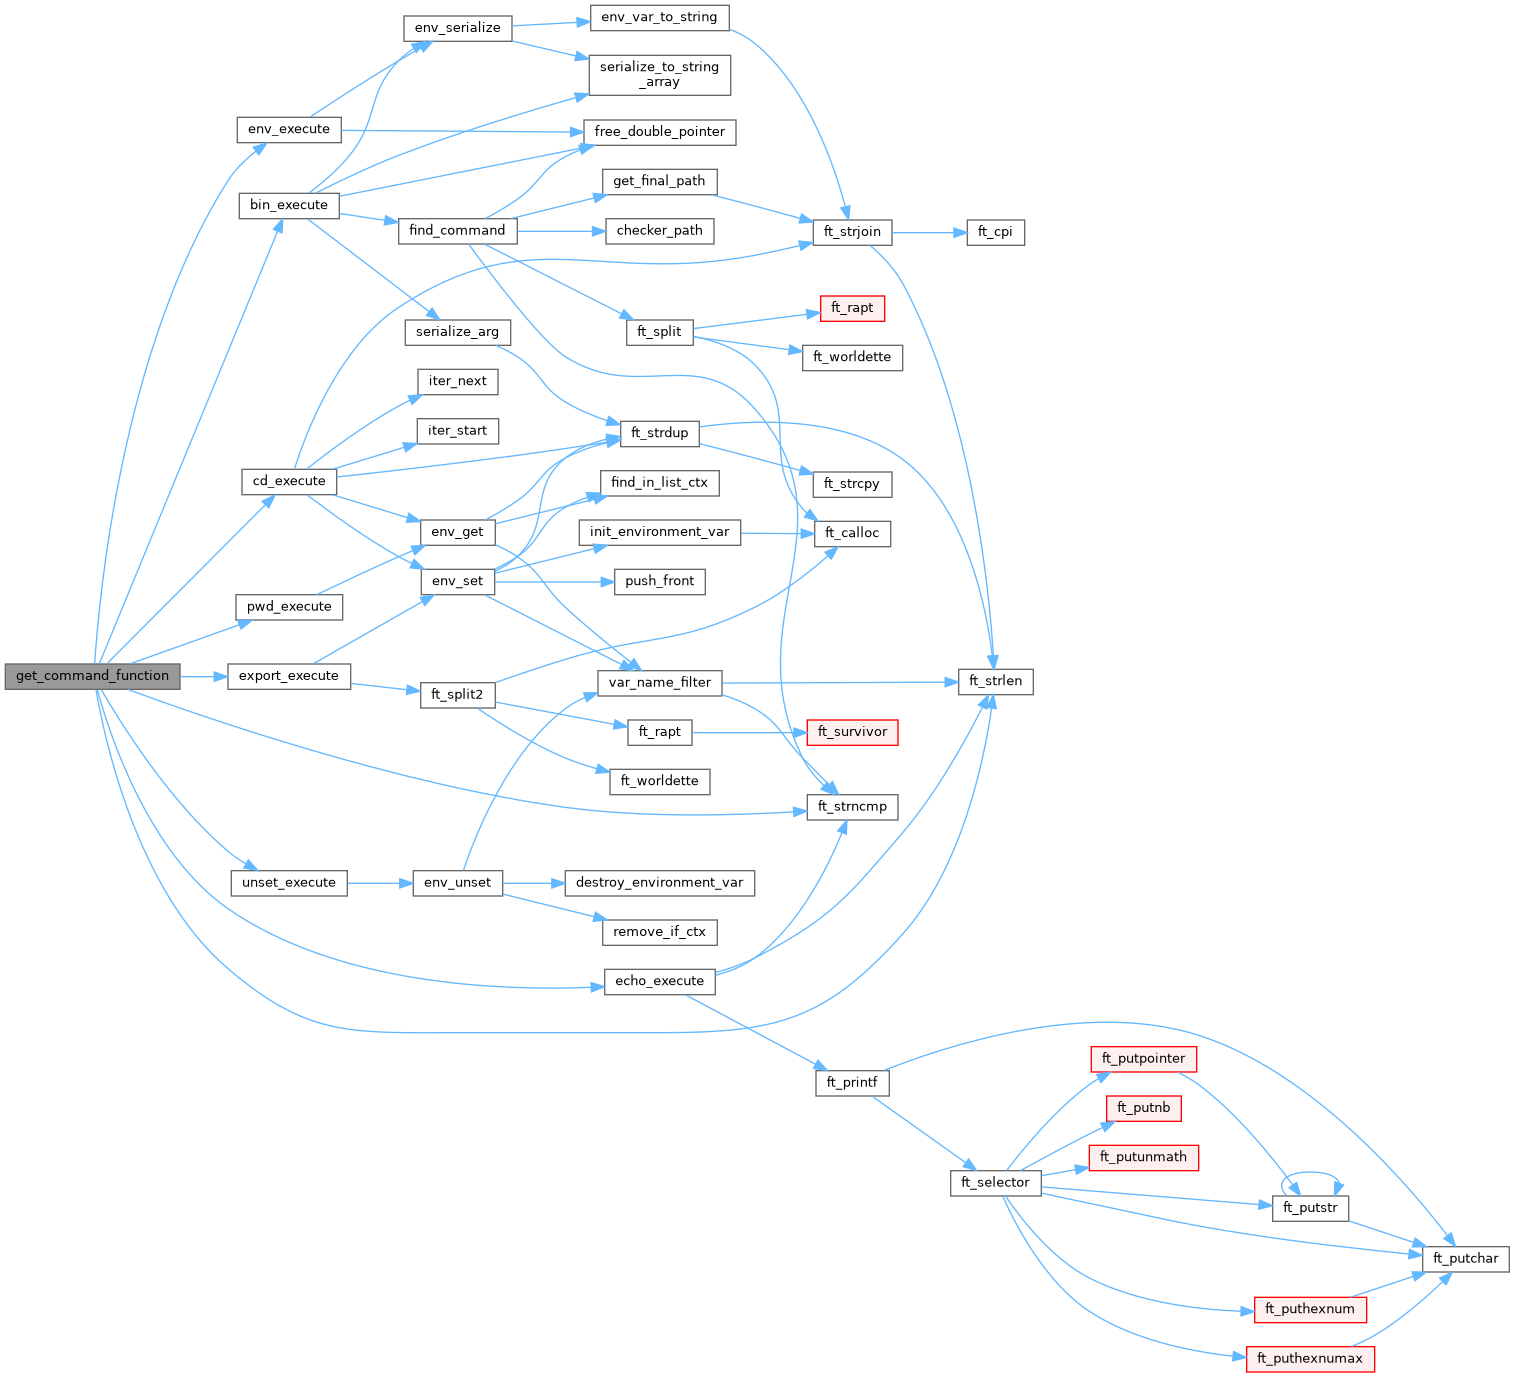 env_var_to_string
env_serialize
serialize_to_string
_array
env_execute
free_double_pointer
get_final_path
bin_execute
find_command
checker_path
ft_strjoin
ft_cpi
ft_rapt
serialize_arg
ft_split
ft_worldette
iter_next
iter_start
ft_strdup
cd_execute
find_in_list_ctx
ft_strcpy
env_get
init_environment_var
ft_calloc
env_set
push_front
pwd_execute
get_command_function
export_execute
ft_split2
var_name_filter
ft_strlen
ft_rapt
ft_survivor
ft_worldette
ft_strncmp
unset_execute
env_unset
destroy_environment_var
remove_if_ctx
echo_execute
ft_printf
ft_putpointer
ft_putnb
ft_putunmath
ft_selector
ft_putstr
ft_putchar
ft_puthexnum
ft_puthexnumax